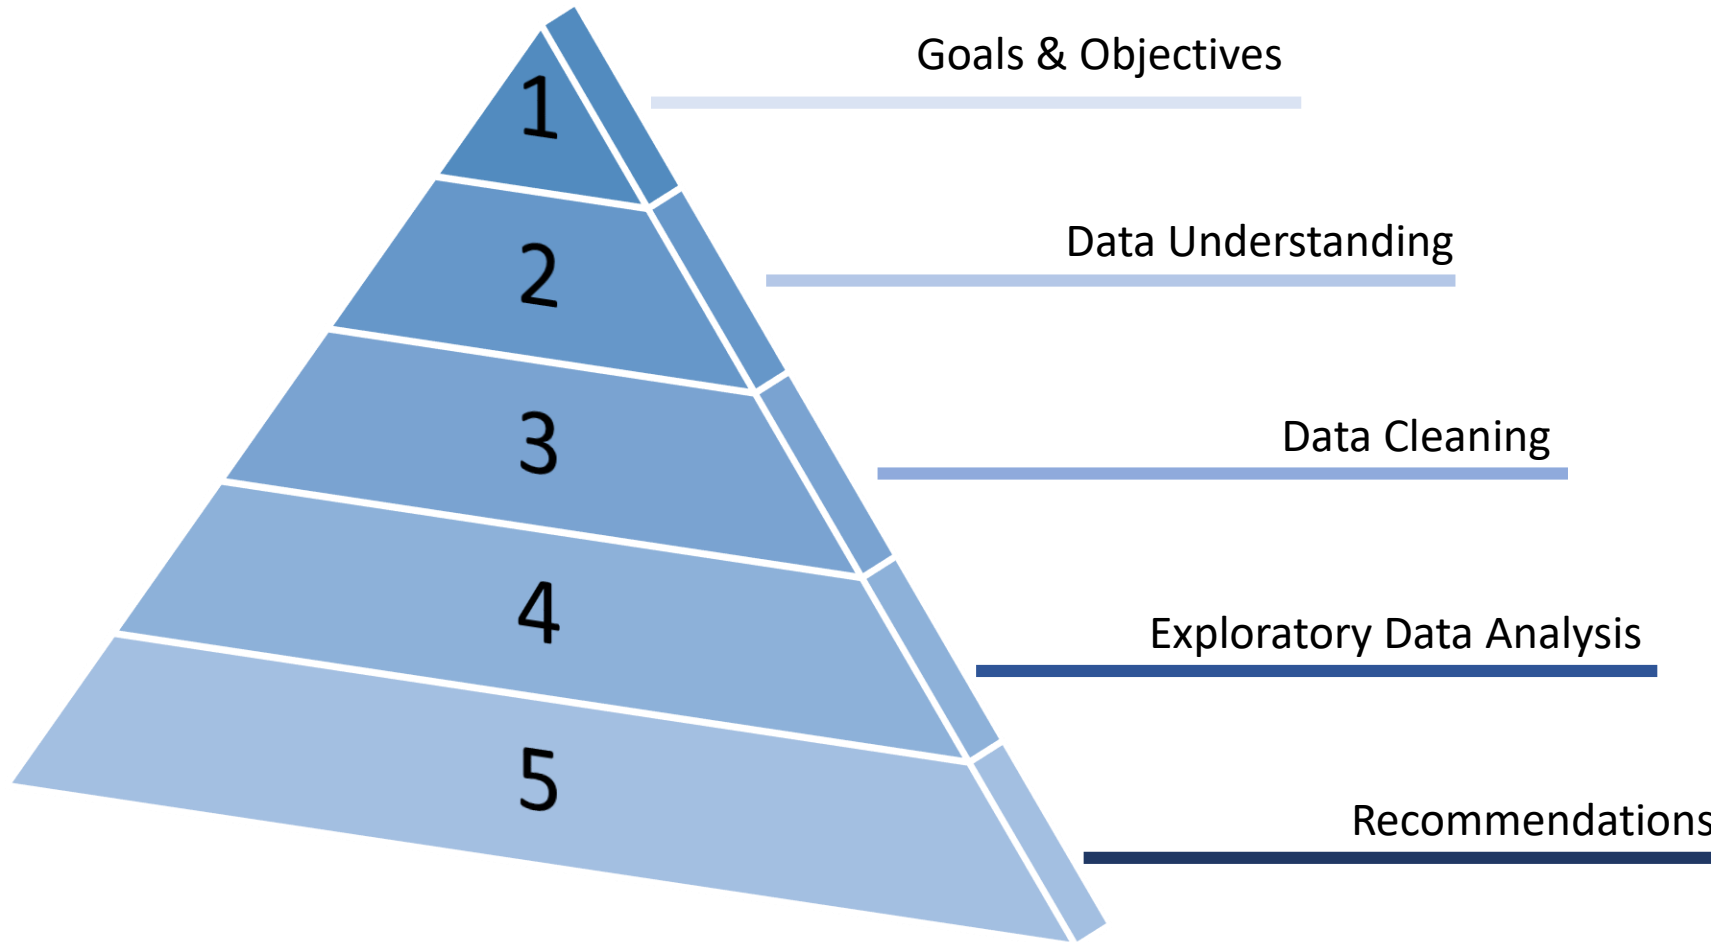 1
Goals & Objectives
2
Data Understanding
3
Data Cleaning
4
Exploratory Data Analysis
5
Recommendations